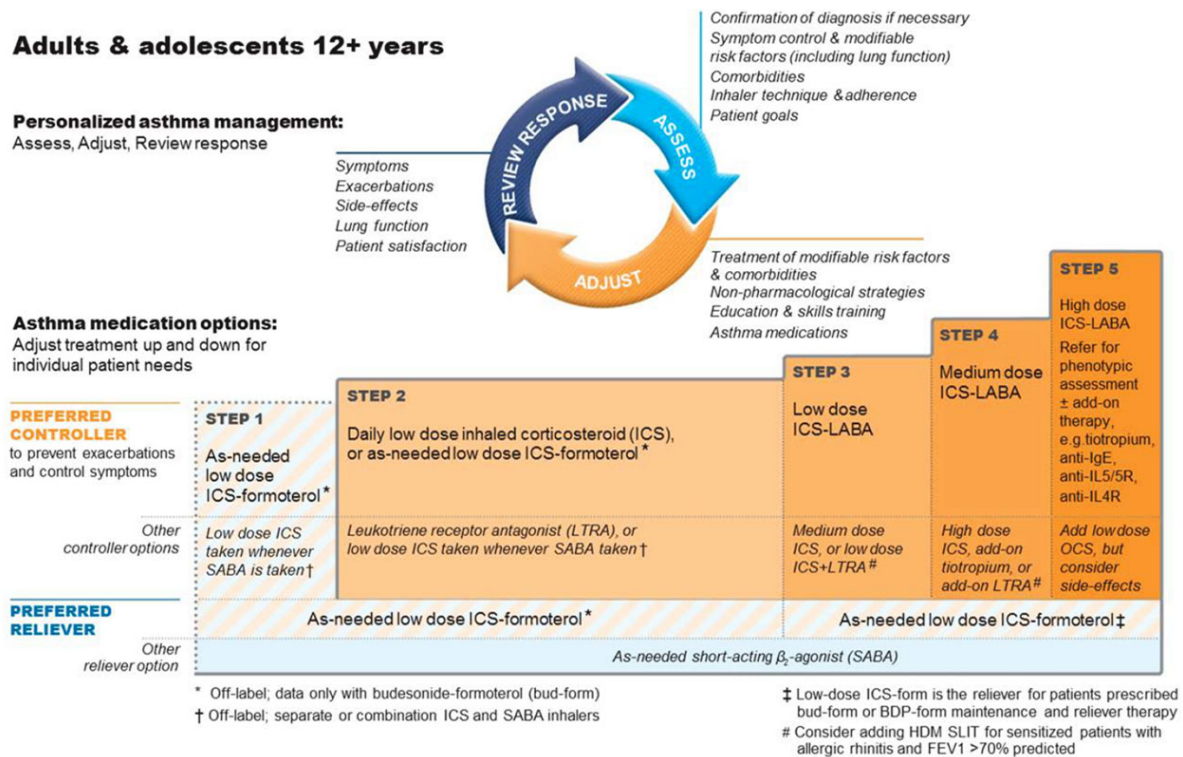 Adults & adolescents 12+ years
Personalized asthma management:
Assess, Adjust, Review response
Confirmation of diagnosis if necessary
Symptom control & modifiable
risk factors (including lung function)
Comorbidities
Inhaler technique & adherence
Patient goals
REVIEW RESPONSE
ASSESS
ADJUST
Symptoms
Exacerbations
Side-effects
Lung function
Patient satisfaction
Treatment of modifiable risk factors
& comorbidities
Non-pharmacological strategies
Education & skills training
Asthma medications
Asthma medication options:
Adjust treatment up and down for
individual patient needs
PREFERRED
CONTROLLER
to prevent exacerbations
and control symptoms
STEP 1
As-needed
low dose
ICS-formoterol *
STEP 2
Daily low dose inhaled corticosteroid (ICS),
or as-needed low dose ICS-formoterol *
STEP 3
Low dose
ICS-LABA
STEP 4
Medium dose
ICS-LABA
STEP 5
High dose
ICS-LABA
Refer for
phenotypic
assessment
± add-on
therapy,
e.g.tiotropium,
anti-IgE,
anti-IL5/5R,
anti-IL4R
Other
controller options
Low dose ICS
taken whenever
SABA is taken †
Leukotriene receptor antagonist (LTRA), or
low dose ICS taken whenever SABA taken †
Medium dose
ICS, or low dose
ICS+LTRA #
High dose
ICS, add-on
tiotropium, or
add-on LTRA #
Add low dose
OCS, but
consider
side-effects
PREFERRED
RELIEVER
As-needed low dose ICS-formoterol *
As-needed low dose ICS-formoterol ‡
Other
reliever option
As-needed short-acting β₂-agonist (SABA)
* Off-label; data only with budesonide-formoterol (bud-form)
† Off-label; separate or combination ICS and SABA inhalers
‡ Low-dose ICS-form is the reliever for patients prescribed
bud-form or BDP-form maintenance and reliever therapy
# Consider adding HDM SLIT for sensitized patients with
allergic rhinitis and FEV1 >70% predicted